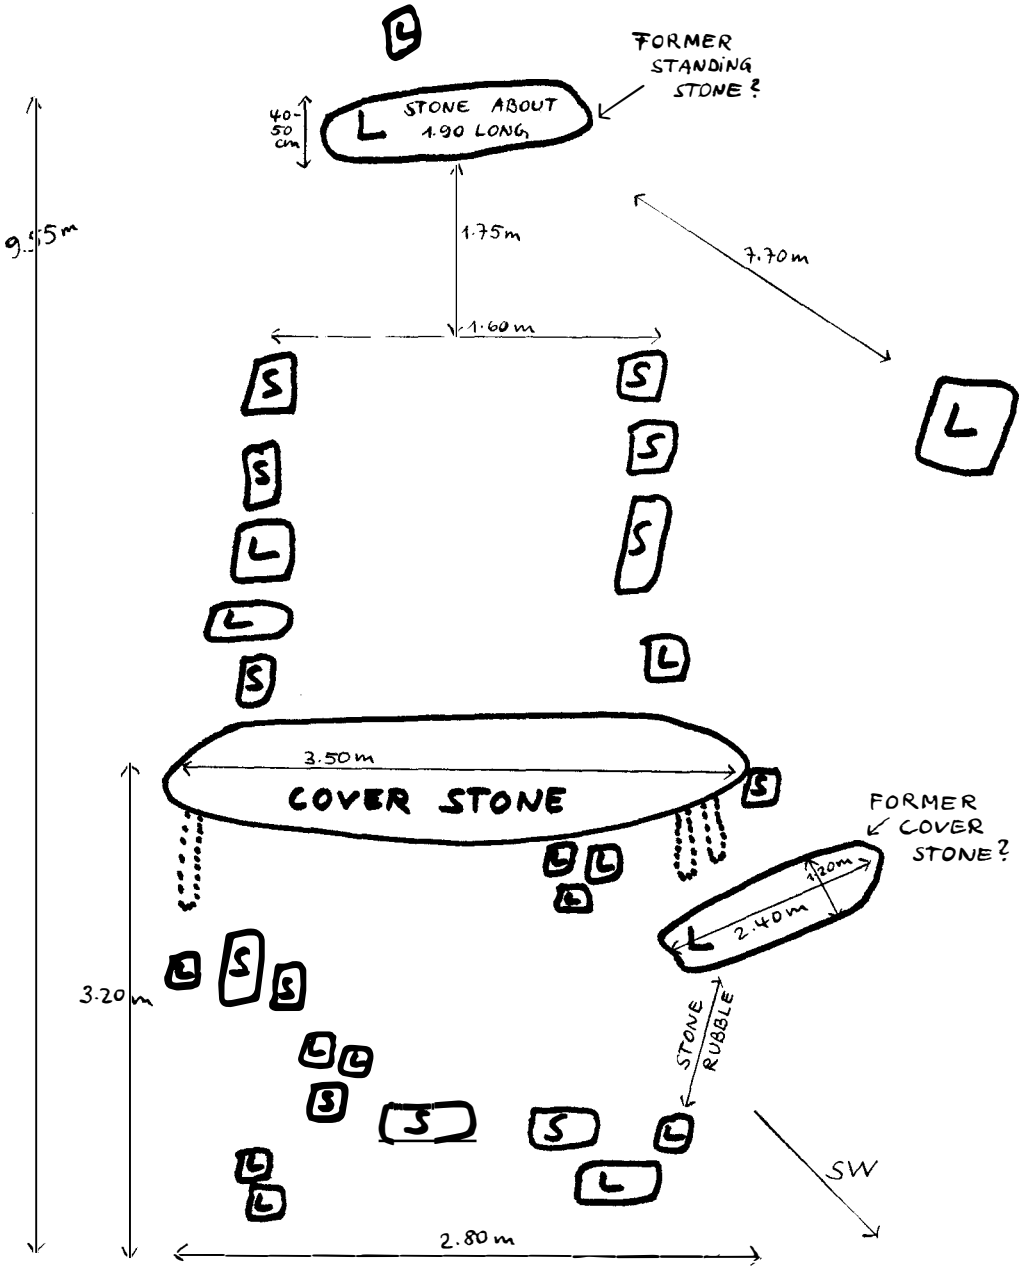 L
FORMER
STANDING
STONE?
STONE ABOUT
L 1.90 LONG
40-
50
cm
1.75m
7.70m
1.60m
S
S
L
S
S
S
L
S
L
L
S
3.50m
COVER STONE
S
FORMER
COVER
STONE?
L
L
L
1.20m
2.40m
L
L
S
S
3.20m
STONE
RUBBLE
L
L
S
S
S
L
L
L
L
SW
2.80m